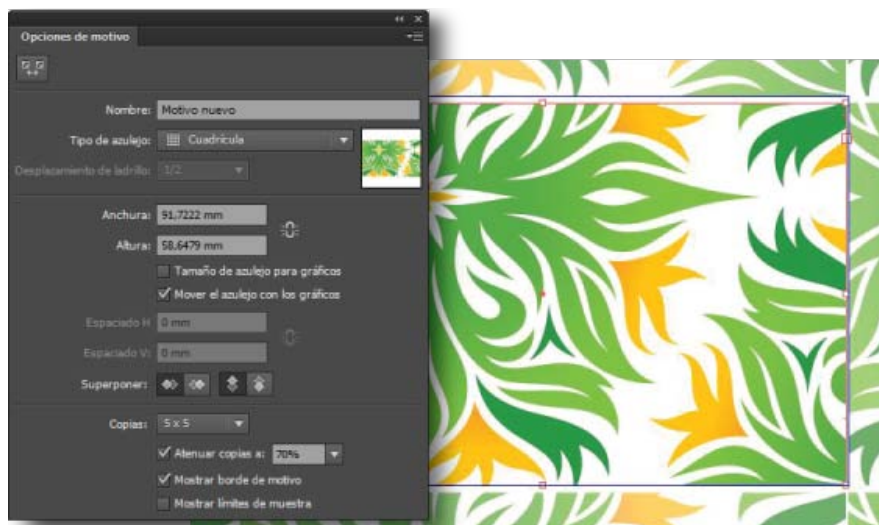 Opciones de motivo
Nombre: Motivo nuevo
Tipo de azulejo: Cuadrícula
Desplazamiento de ladrillo: 1/2
Anchura: 91,7222 mm
Altura: 58,6479 mm
Tamaño de azulejo para gráficos
Mover el azulejo con los gráficos
Espaciado H 0 mm
Espaciado V: 0 mm
Superponer:
Copias: 5 x 5
Atenuar copias a: 70%
Mostrar borde de motivo
Mostrar límites de muestra